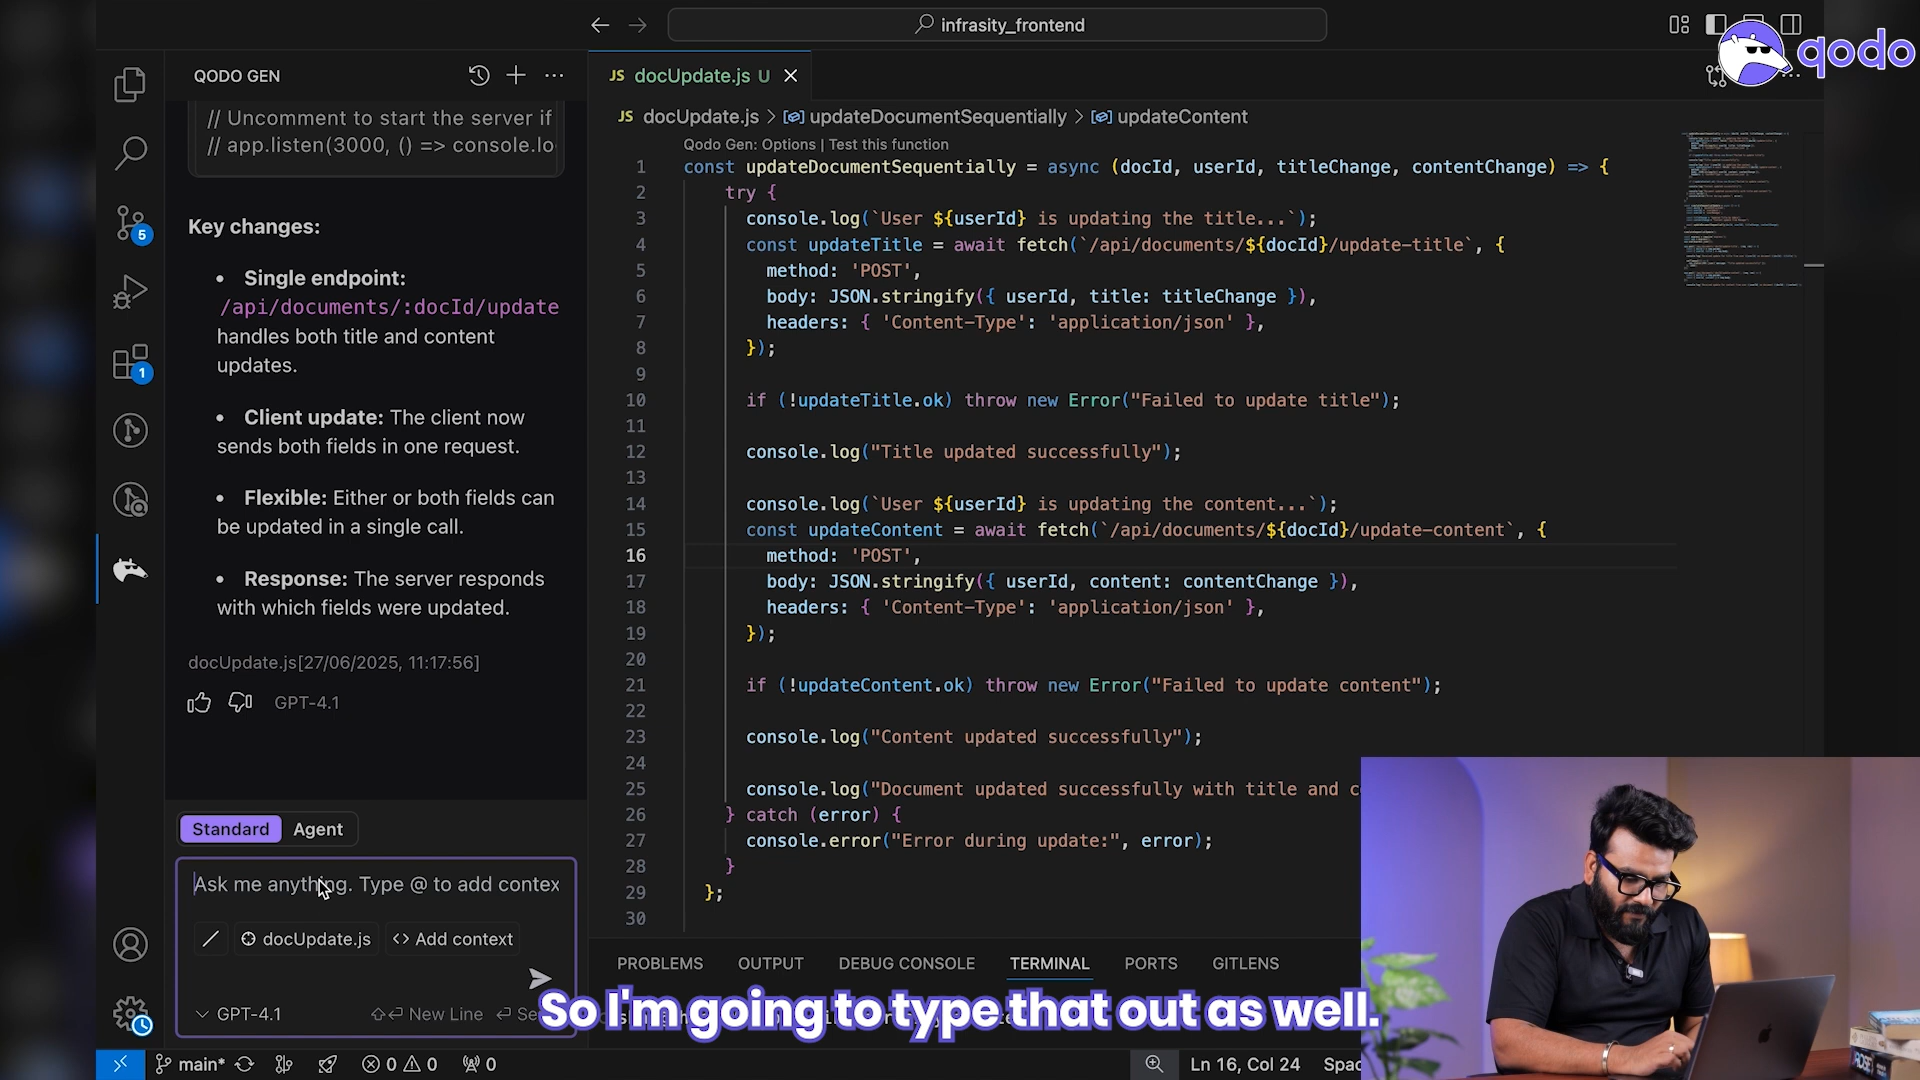 infrasity_frontend
qodo
QODO GEN
// Uncomment to start the server if
// app.listen(3000, () => console.lo
Key changes:
• Single endpoint:
/api/documents/:docId/update
handles both title and content
updates.
• Client update: The client now
sends both fields in one request.
• Flexible: Either or both fields can
be updated in a single call.
• Response: The server responds
with which fields were updated.
docUpdate.js[27/06/2025, 11:17:56]
GPT-4.1
Standard Agent
Ask me anything. Type @ to add contex
docUpdate.js <> Add context
GPT-4.1 New Line Se
5
1
JS docUpdate.js U
JS docUpdate.js > updateDocumentSequentially > updateContent
Qodo Gen: Options | Test this function
1 const updateDocumentSequentially = async (docId, userId, titleChange, contentChange) => {
2 try {
3 console.log(`User ${userId} is updating the title...`);
4 const updateTitle = await fetch(`/api/documents/${docId}/update-title`, {
5 method: 'POST',
6 body: JSON.stringify({ userId, title: titleChange }),
7 headers: { 'Content-Type': 'application/json' },
8 });
9
10 if (!updateTitle.ok) throw new Error("Failed to update title");
11
12 console.log("Title updated successfully");
13
14 console.log(`User ${userId} is updating the content...`);
15 const updateContent = await fetch(`/api/documents/${docId}/update-content`, {
16 method: 'POST',
17 body: JSON.stringify({ userId, content: contentChange }),
18 headers: { 'Content-Type': 'application/json' },
19 });
20
21 if (!updateContent.ok) throw new Error("Failed to update content");
22
23 console.log("Content updated successfully");
24
25 console.log("Document updated successfully with title and c
26 } catch (error) {
27 console.error("Error during update:", error);
28 }
29 };
30
PROBLEMS OUTPUT DEBUG CONSOLE TERMINAL PORTS GITLENS
So I'm going to type that out as well.
main* 0 0 0
Ln 16, Col 24 Spac